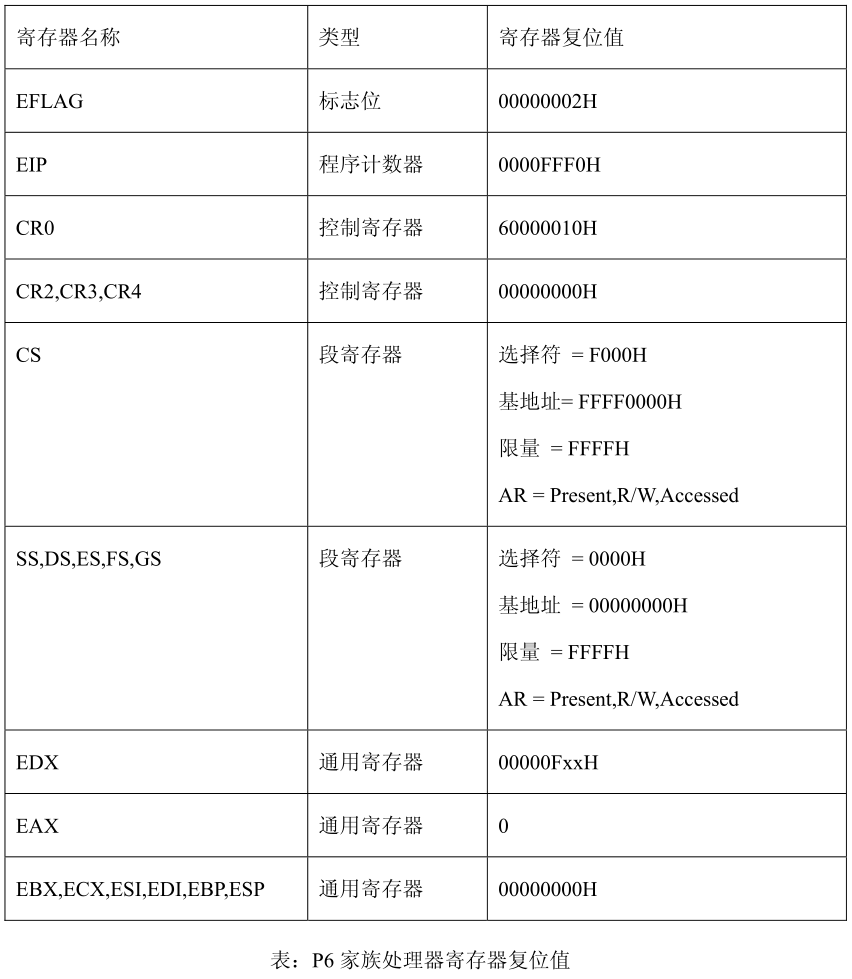 寄存器名称 类型 寄存器复位值
EFLAG 标志位 00000002H
EIP 程序计数器 0000FFF0H
CR0 控制寄存器 60000010H
CR2,CR3,CR4 控制寄存器 00000000H
CS 段寄存器 选择符 = F000H
基地址= FFFF0000H
限量 = FFFFH
AR = Present,R/W,Accessed
SS,DS,ES,FS,GS 段寄存器 选择符 = 0000H
基地址 = 00000000H
限量 = FFFFH
AR = Present,R/W,Accessed
EDX 通用寄存器 00000FxxH
EAX 通用寄存器 0
EBX,ECX,ESI,EDI,EBP,ESP 通用寄存器 00000000H
表：P6 家族处理器寄存器复位值